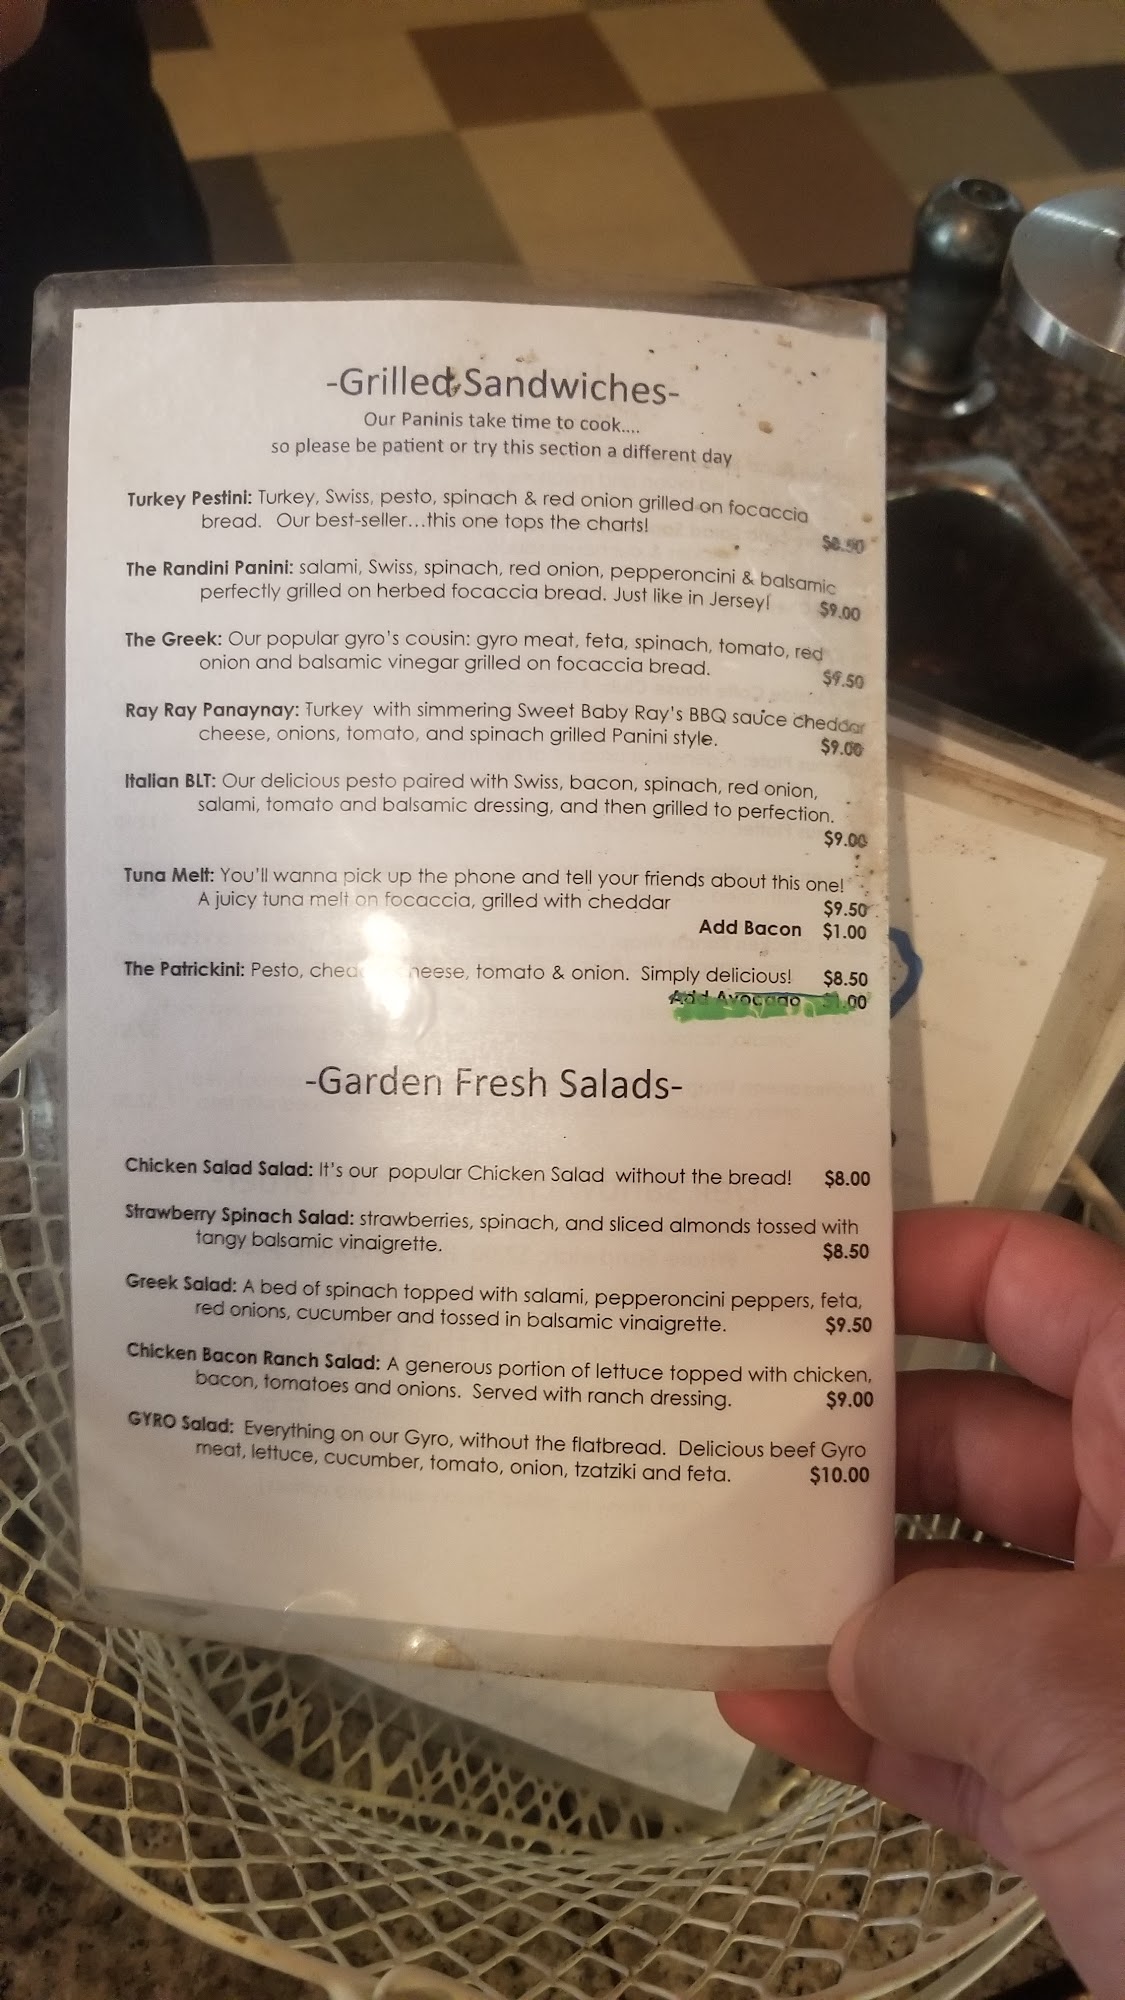 -Grilled Sandwiches-
Our Paninis take time to cook....
so please be patient or try this section a different day
Turkey Pestini: Turkey, Swiss, pesto, spinach & red onion grilled on focaccia
bread. Our best-seller...this one tops the charts!
$8.50
The Randini Panini: salami, Swiss, spinach, red onion, pepperoncini & balsamic
perfectly grilled on herbed focaccia bread. Just like in Jersey! $9.00
The Greek: Our popular gyro's cousin: gyro meat, feta, spinach, tomato, red
onion and balsamic vinegar grilled on focaccia bread. $9.50
Ray Ray Panaynay: Turkey with simmering Sweet Baby Ray's BBQ sauce cheddar
cheese, onions, tomato, and spinach grilled Panini style. $9.00
Italian BLT: Our delicious pesto paired with Swiss, bacon, spinach, red onion,
salami, tomato and balsamic dressing, and then grilled to perfection.
$9.00
Tuna Melt: You'll wanna pick up the phone and tell your friends about this one!
A juicy tuna melt on focaccia, grilled with cheddar $9.50
Add Bacon $1.00
The Patrickini: Pesto, cheese, tomato & onion. Simply delicious! $8.50
Add Avocado $1.00
-Garden Fresh Salads-
Chicken Salad Salad: It's our popular Chicken Salad without the bread! $8.00
Strawberry Spinach Salad: strawberries, spinach, and sliced almonds tossed with
tangy balsamic vinaigrette. $8.50
Greek Salad: A bed of spinach topped with salami, pepperoncini peppers, feta,
red onions, cucumber and tossed in balsamic vinaigrette. $9.50
Chicken Bacon Ranch Salad: A generous portion of lettuce topped with chicken,
bacon, tomatoes and onions. Served with ranch dressing. $9.00
GYRO Salad: Everything on our Gyro, without the flatbread. Delicious beef Gyro
meat, lettuce, cucumber, tomato, onion, tzatziki and feta. $10.00